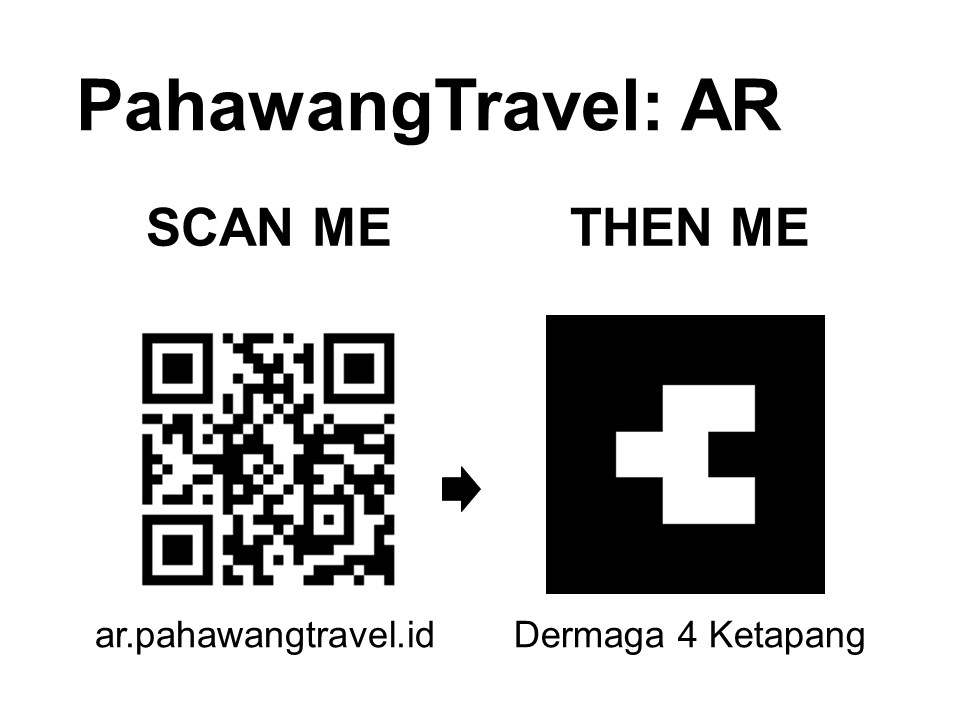 PahawangTravel: AR
SCAN ME
THEN ME
ar.pahawangtravel.id
Dermaga 4 Ketapang